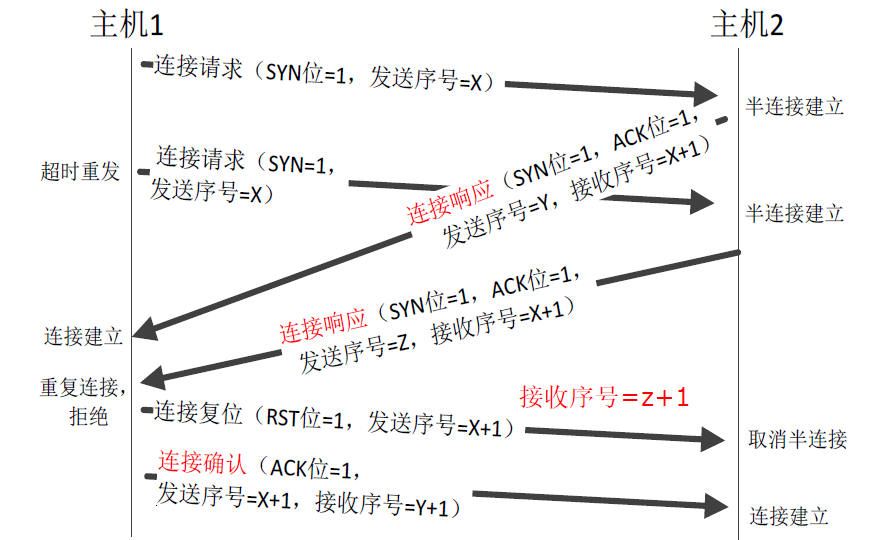 主机1
主机2
连接请求（SYN位=1，发送序号=X）
半连接建立
超时重发
连接请求（SYN=1，
发送序号=X）
连接响应（SYN位=1，ACK位=1，
发送序号=Y，接收序号=X+1）
半连接建立
连接响应（SYN位=1，ACK位=1，
发送序号=Z，接收序号=X+1）
连接建立
重复连接，
拒绝
接收序号=z+1
连接复位（RST位=1，发送序号=X+1）
取消半连接
连接确认（ACK位=1，
发送序号=X+1，接收序号=Y+1）
连接建立